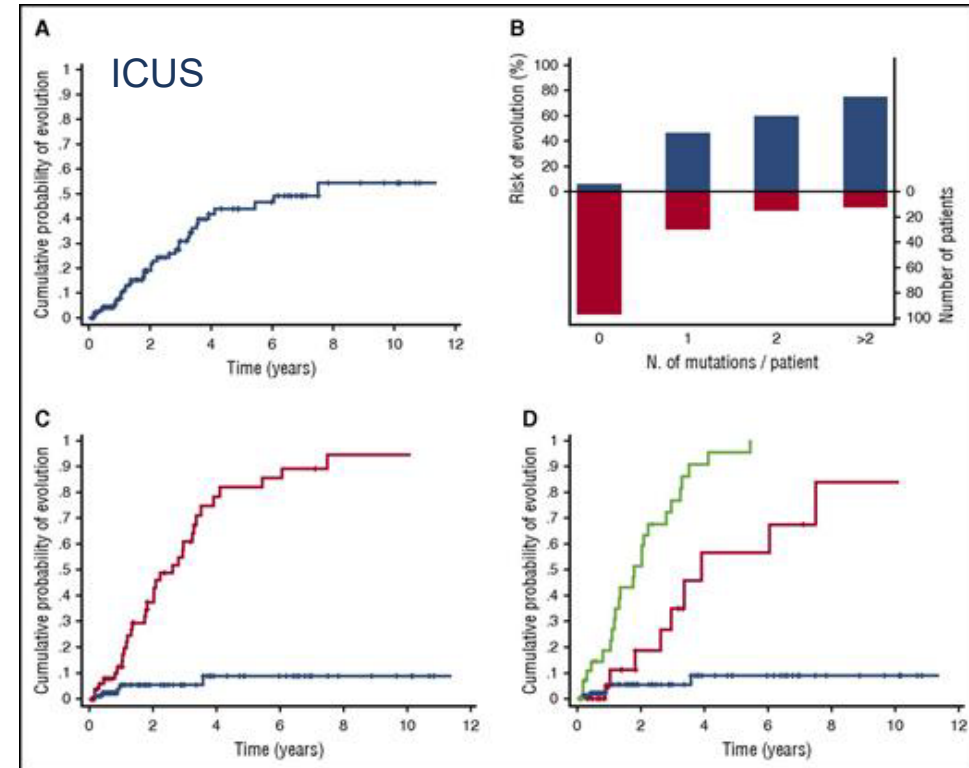 A
ICUS
Cumulative probability of evolution
1
.9
.8
.7
.6
.5
.4
.3
.2
.1
0
0 2 4 6 8 10 12
Time (years)
B
Risk of evolution (%)
100
80
60
40
20
0
0
20
40
60
80
100
Number of patients
0 1 2 >2
N. of mutations / patient
C
Cumulative probability of evolution
1
.9
.8
.7
.6
.5
.4
.3
.2
.1
0
0 2 4 6 8 10 12
Time (years)
D
Cumulative probability of evolution
1
.9
.8
.7
.6
.5
.4
.3
.2
.1
0
0 2 4 6 8 10 12
Time (years)